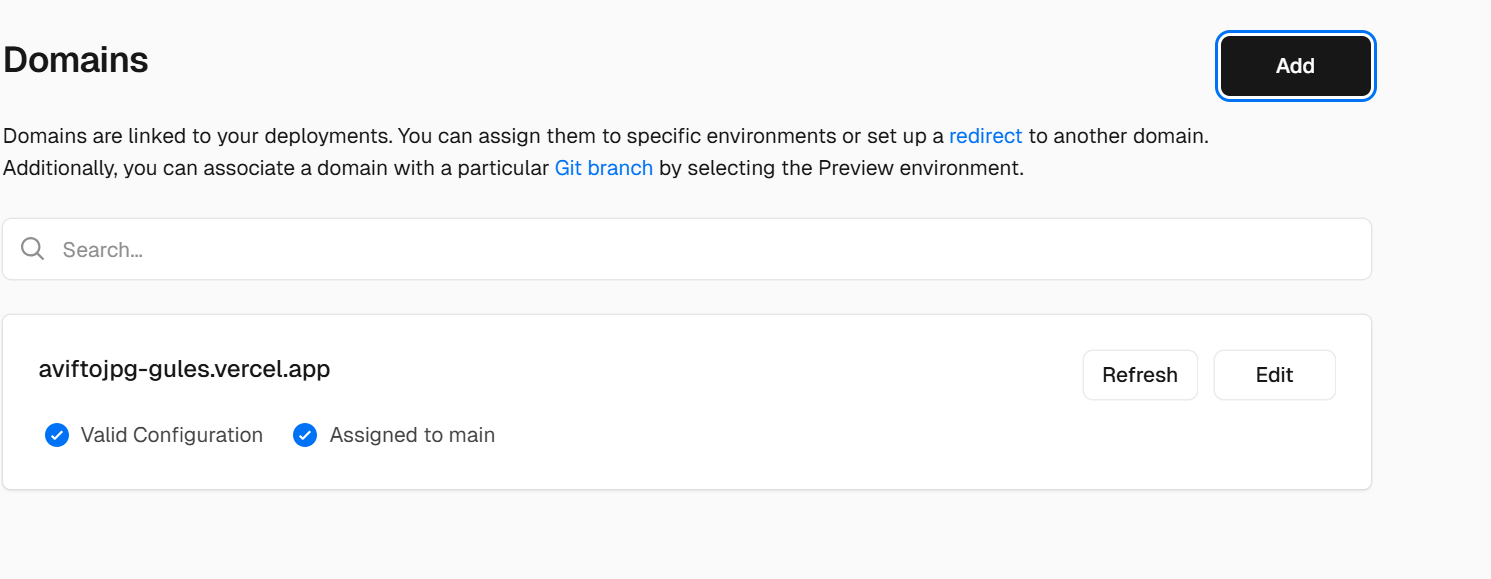 Domains
Add
Domains are linked to your deployments. You can assign them to specific environments or set up a redirect to another domain.
Additionally, you can associate a domain with a particular Git branch by selecting the Preview environment.
Search...
aviftojpg-gules.vercel.app
Refresh
Edit
Valid Configuration
Assigned to main